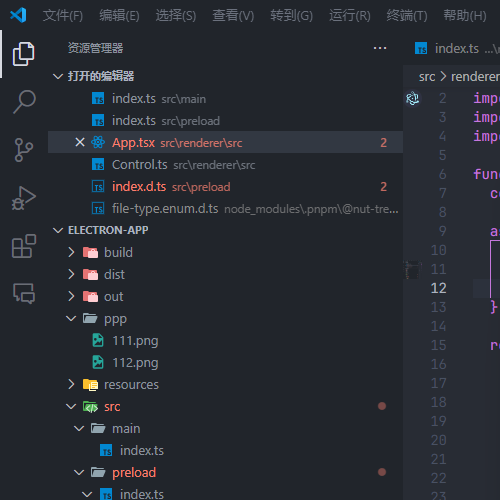 文件(F) 编辑(E) 选择(S) 查看(V) 转到(G) 运行(R) 终端(T) 帮助(H)
资源管理器 ···
打开的编辑器
TS index.ts src\main
TS index.ts src\preload
App.tsx src\renderer\src 2
TS Control.ts src\renderer\src
TS index.d.ts src\preload 2
TS file-type.enum.d.ts node_modules\.pnpm\@nut-tre...
ELECTRON-APP
build
dist
out
ppp
111.png
112.png
resources
src
main
TS index.ts
preload
TS index.ts
TS index.ts ...\
src › renderer
2 impo
3 impo
4 impo
5
6 func
7 co
8
9 a
10
11
12
13 }
14
15 re
16
17
18
19
20
21
22
23